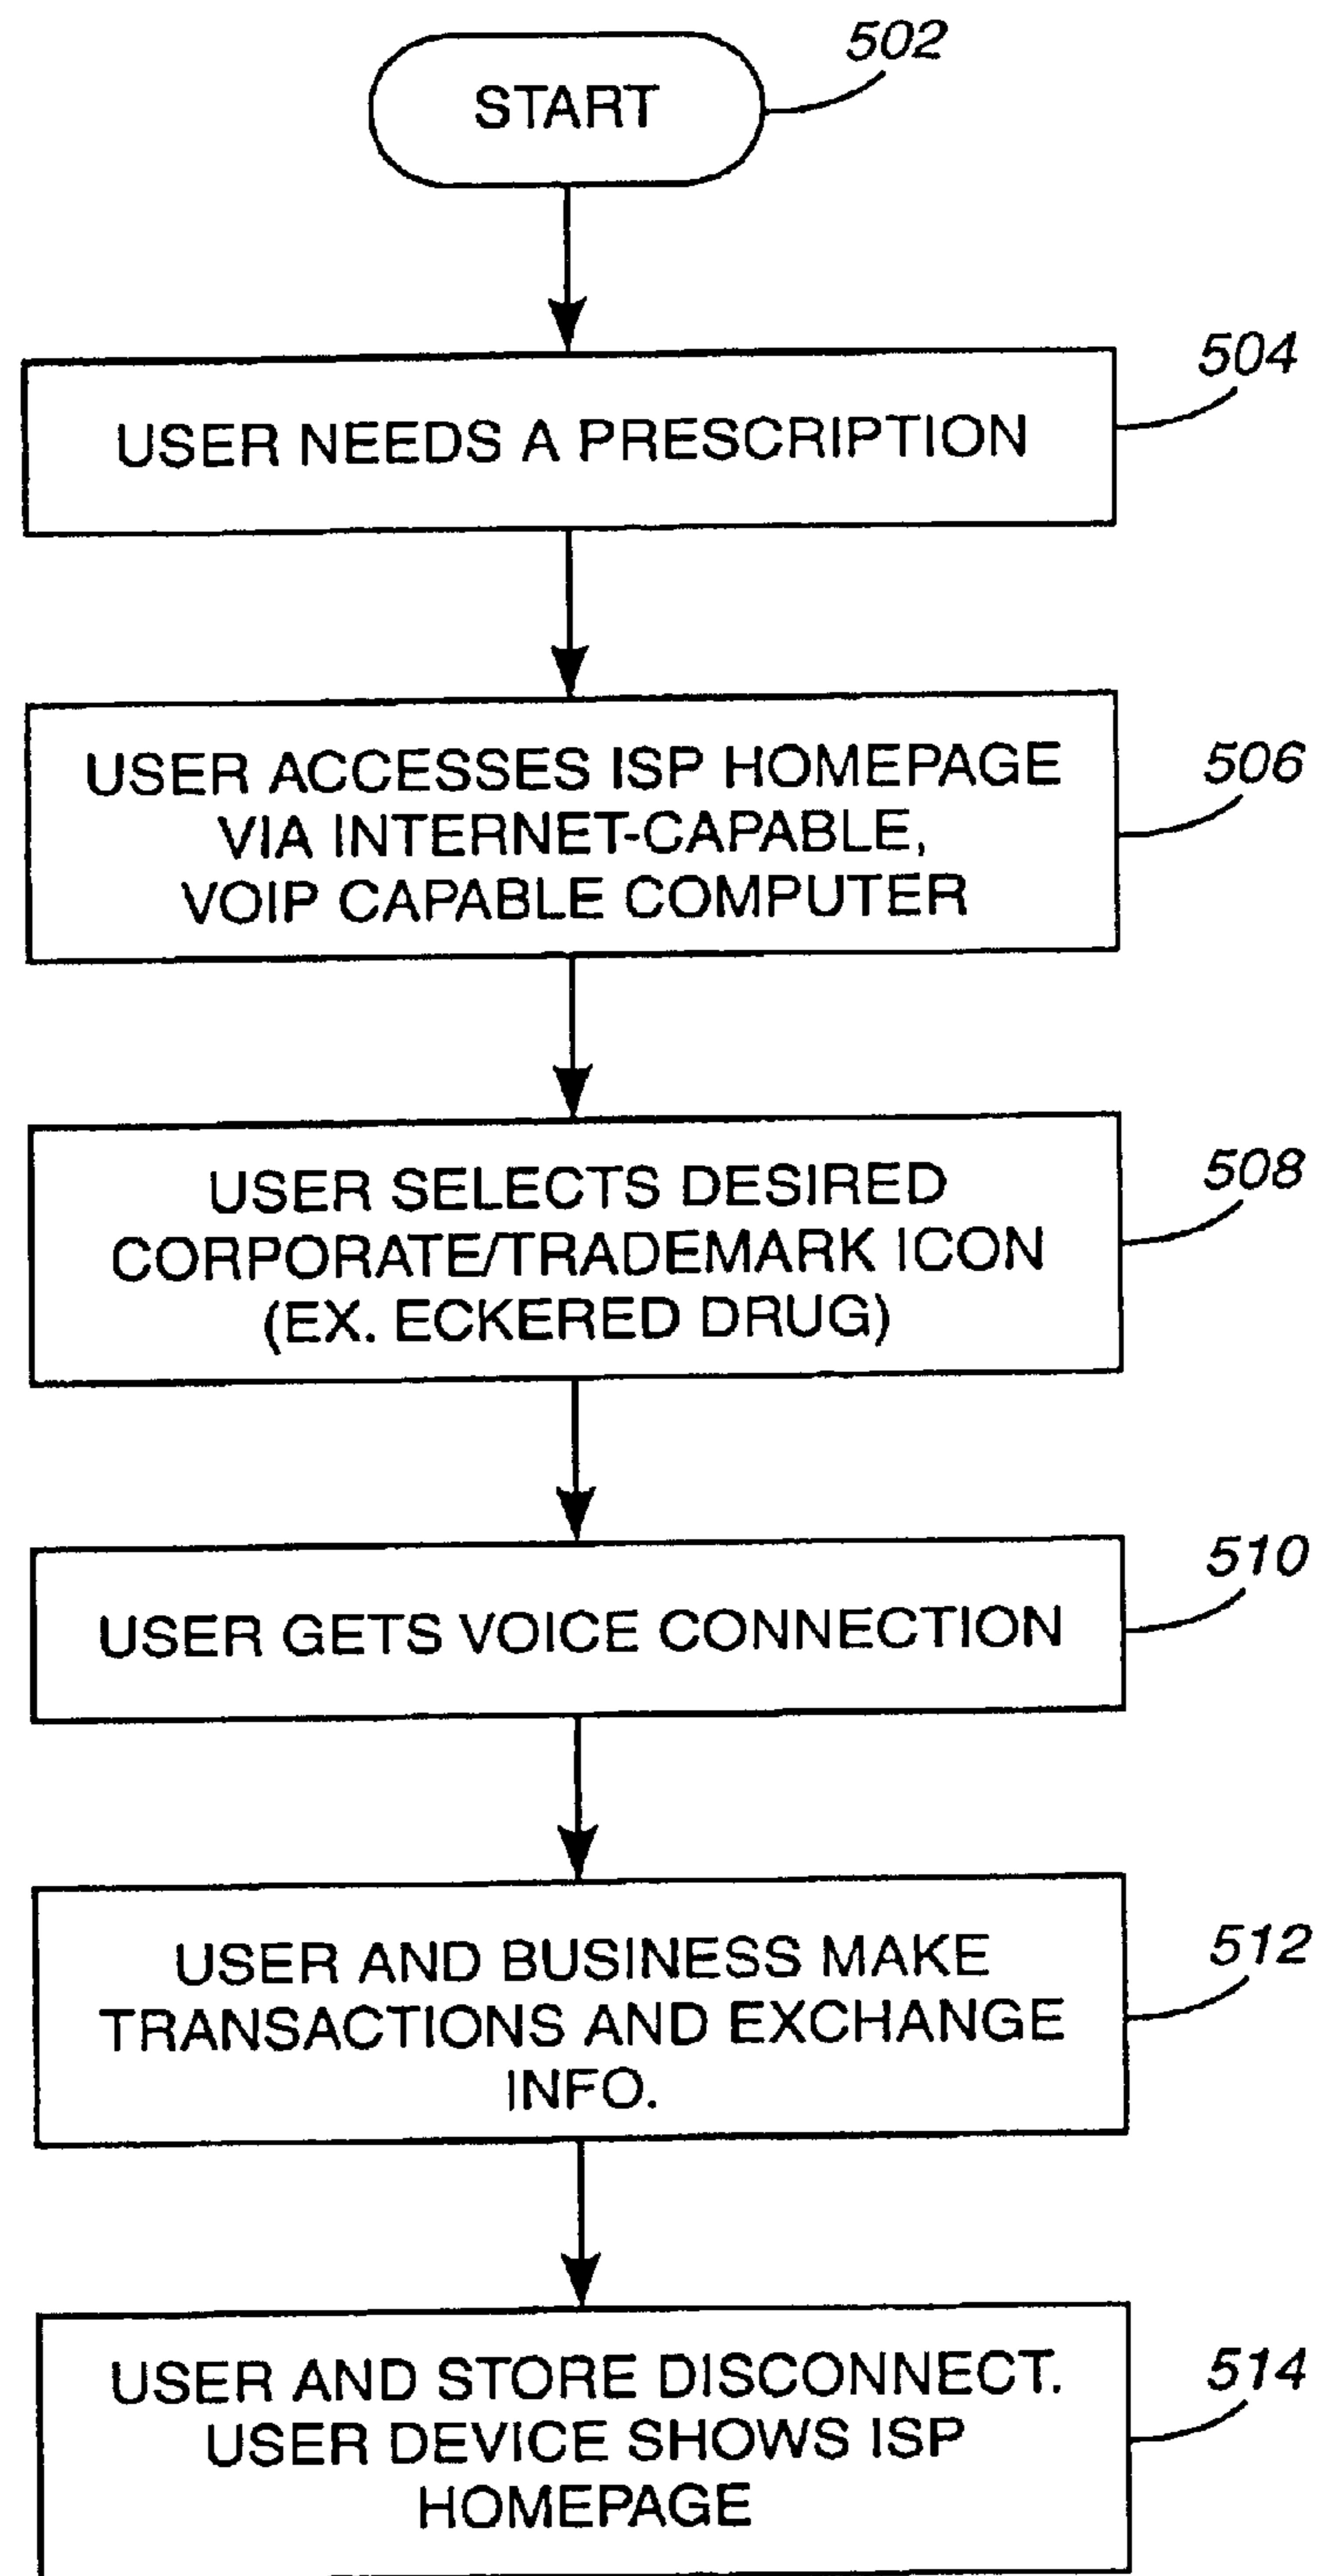 502
START
504
USER NEEDS A PRESCRIPTION
506
USER ACCESSES ISP HOMEPAGE
VIA INTERNET-CAPABLE,
VOIP CAPABLE COMPUTER
508
USER SELECTS DESIRED
CORPORATE/TRADEMARK ICON
(EX. ECKERED DRUG)
510
USER GETS VOICE CONNECTION
512
USER AND BUSINESS MAKE
TRANSACTIONS AND EXCHANGE
INFO.
514
USER AND STORE DISCONNECT.
USER DEVICE SHOWS ISP
HOMEPAGE